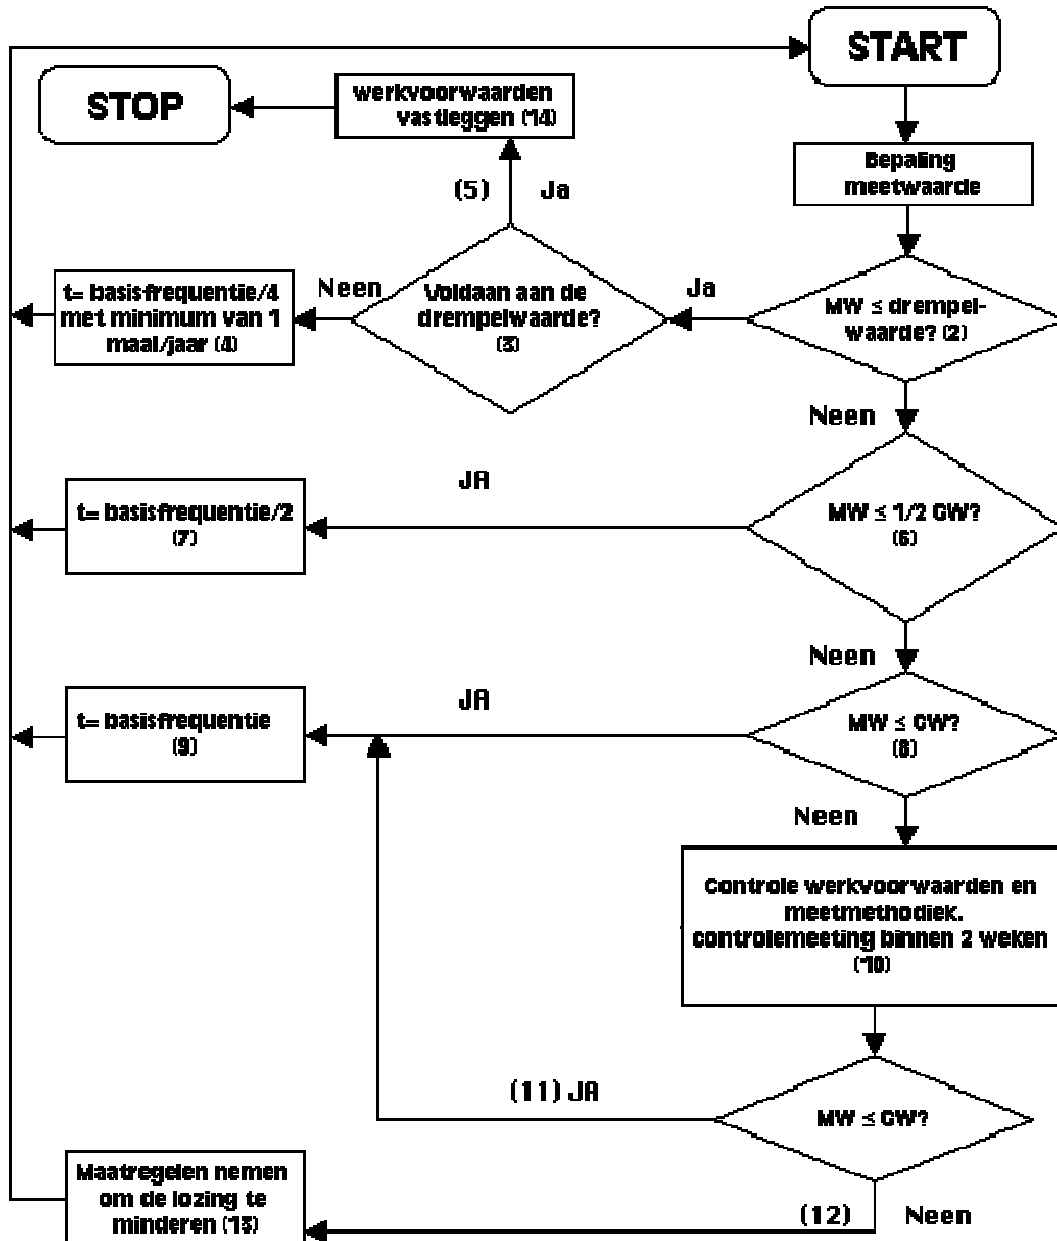 START
STOP
werkvoorwaarden
vastleggen (14)
Bepaling
meetwaarde
(5) Ja
t= basis-frequentie/4
met minimum van 1
maal/jaar (4)
Neen
Voldaan aan de
drempelwaarde?
(3)
Ja
MW ≤ drempel-
waarde? (2)
Neen
t= basisfrequentie/2
(7)
JA
MW ≤ 1/2 GW?
(6)
Neen
t= basisfrequentie
(9)
JA
MW ≤ GW?
(8)
Neen
Controle werkvoorwaarden en
meetmethodiek.
controlemeeting binnen 2 weken
(10)
(11) JA
MW ≤ GW?
Maatregelen nemen
om de lozing te
minderen (13)
(12) Neen